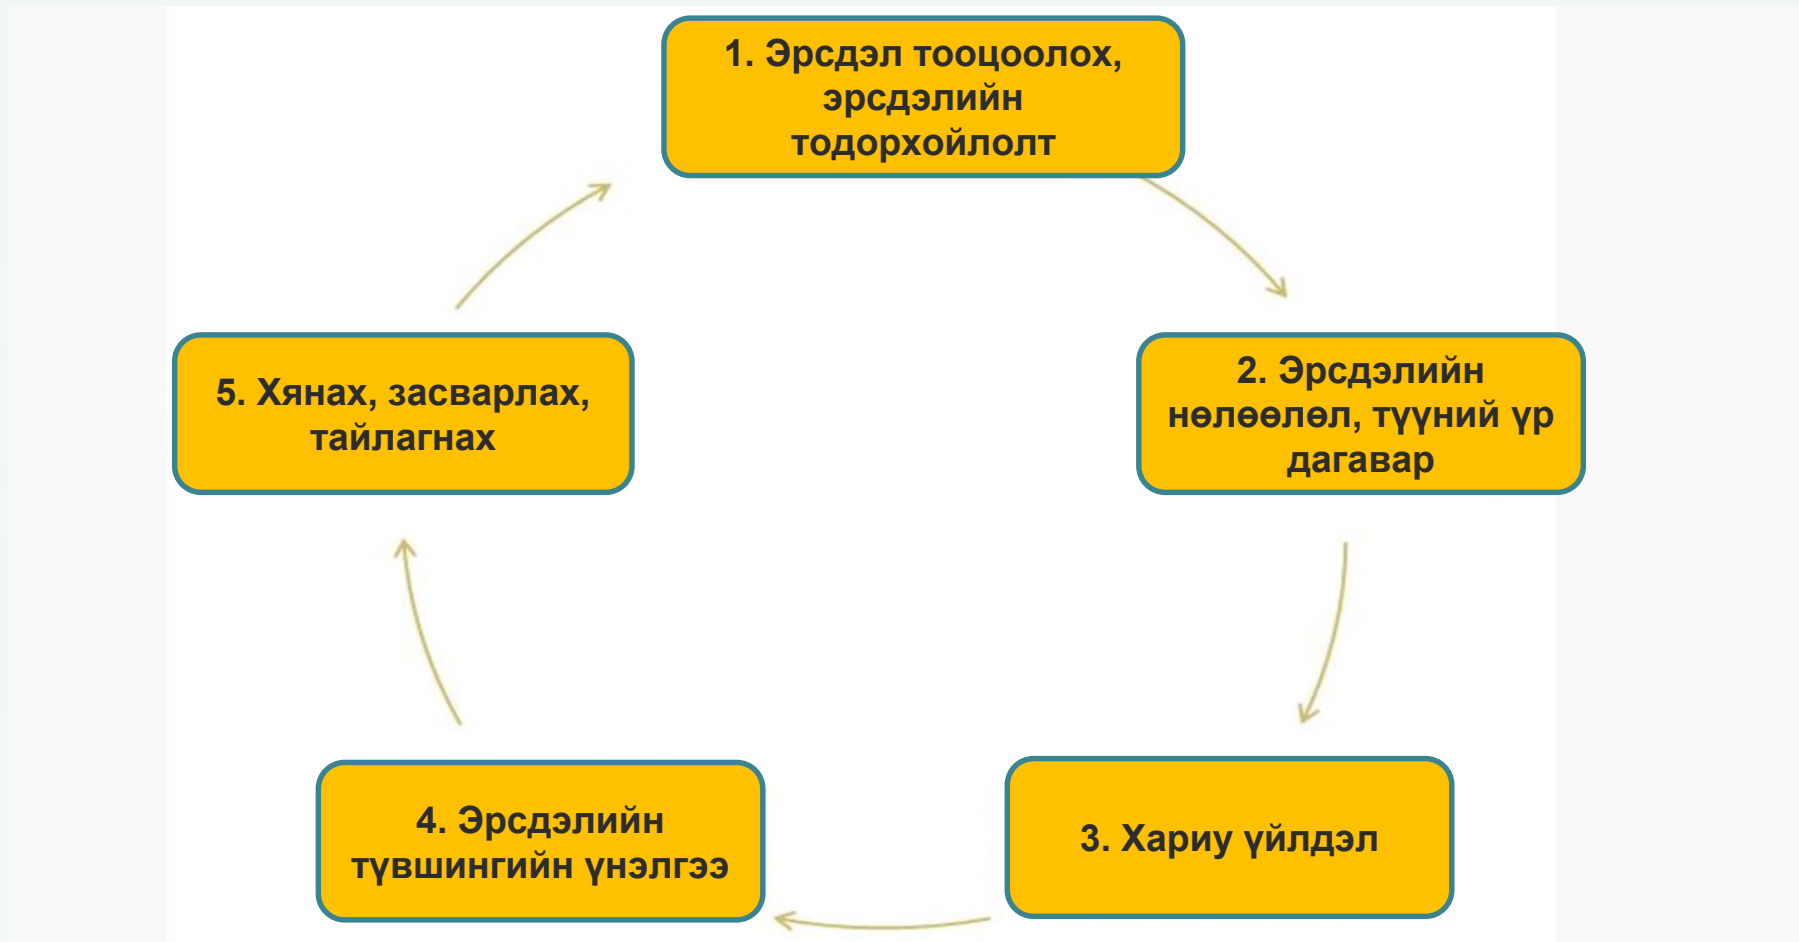 1. Эрсдэл тооцоолох,
эрсдэлийн
тодорхойлолт
2. Эрсдэлийн
нөлөөлөл, түүний үр
дагавар
3. Хариу үйлдэл
4. Эрсдэлийн
түвшингийн үнэлгээ
5. Хянах, засварлах,
тайлагнах